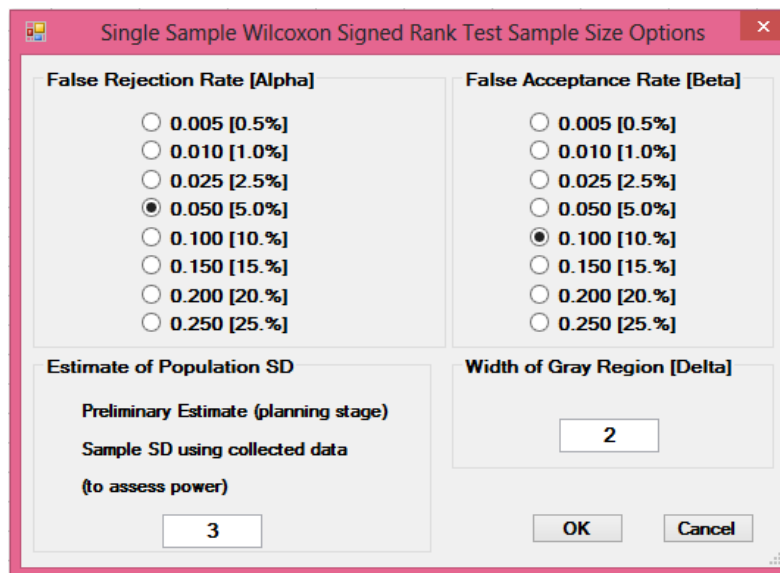 Single Sample Wilcoxon Signed Rank Test Sample Size Options
False Rejection Rate [Alpha]
0.005 [0.5%]
0.010 [1.0%]
0.025 [2.5%]
0.050 [5.0%]
0.100 [10.%]
0.150 [15.%]
0.200 [20.%]
0.250 [25.%]
False Acceptance Rate [Beta]
0.005 [0.5%]
0.010 [1.0%]
0.025 [2.5%]
0.050 [5.0%]
0.100 [10.%]
0.150 [15.%]
0.200 [20.%]
0.250 [25.%]
Estimate of Population SD
Preliminary Estimate (planning stage)
Sample SD using collected data
(to assess power)
3
Width of Gray Region [Delta]
2
OK
Cancel